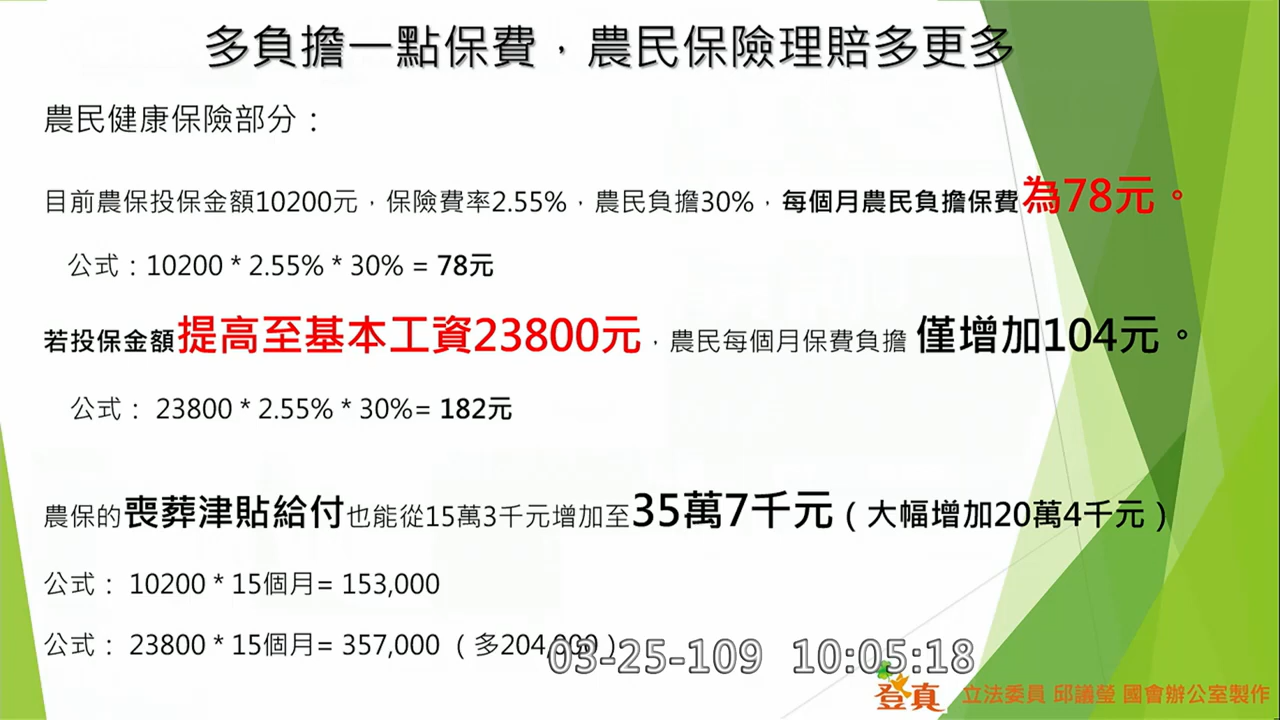 多負擔一點保費，農民保險理賠多更多
農民健康保險部分：
目前農保投保金額10200元，保險費率2.55%，農民負擔30%，每個月農民負擔保費為78元。
公式：10200 * 2.55% * 30% = 78元
若投保金額提高至基本工資23800元，農民每個月保費負擔 僅增加104元。
公式： 23800 * 2.55% * 30%= 182元
農保的喪葬津貼給付也能從15萬3千元增加至35萬7千元（大幅增加20萬4千元）
公式： 10200 * 15個月= 153,000
公式： 23800 * 15個月= 357,000 （多204,000）
03-25-109 10:05:18
登真 立法委員 邱議瑩 國會辦公室製作